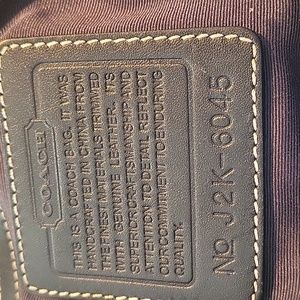 COACH
THIS IS A COACH BAG. IT WAS
HANDCRAFTED IN CHINA FROM
THE FINEST MATERIALS TRIMMED
WITH GENUINE LEATHER. ITS
SUPERIOR CRAFTSMANSHIP AND
ATTENTION TO DETAIL REFLECT
OUR COMMITMENT TO ENDURING
QUALITY.
No J2K-6045